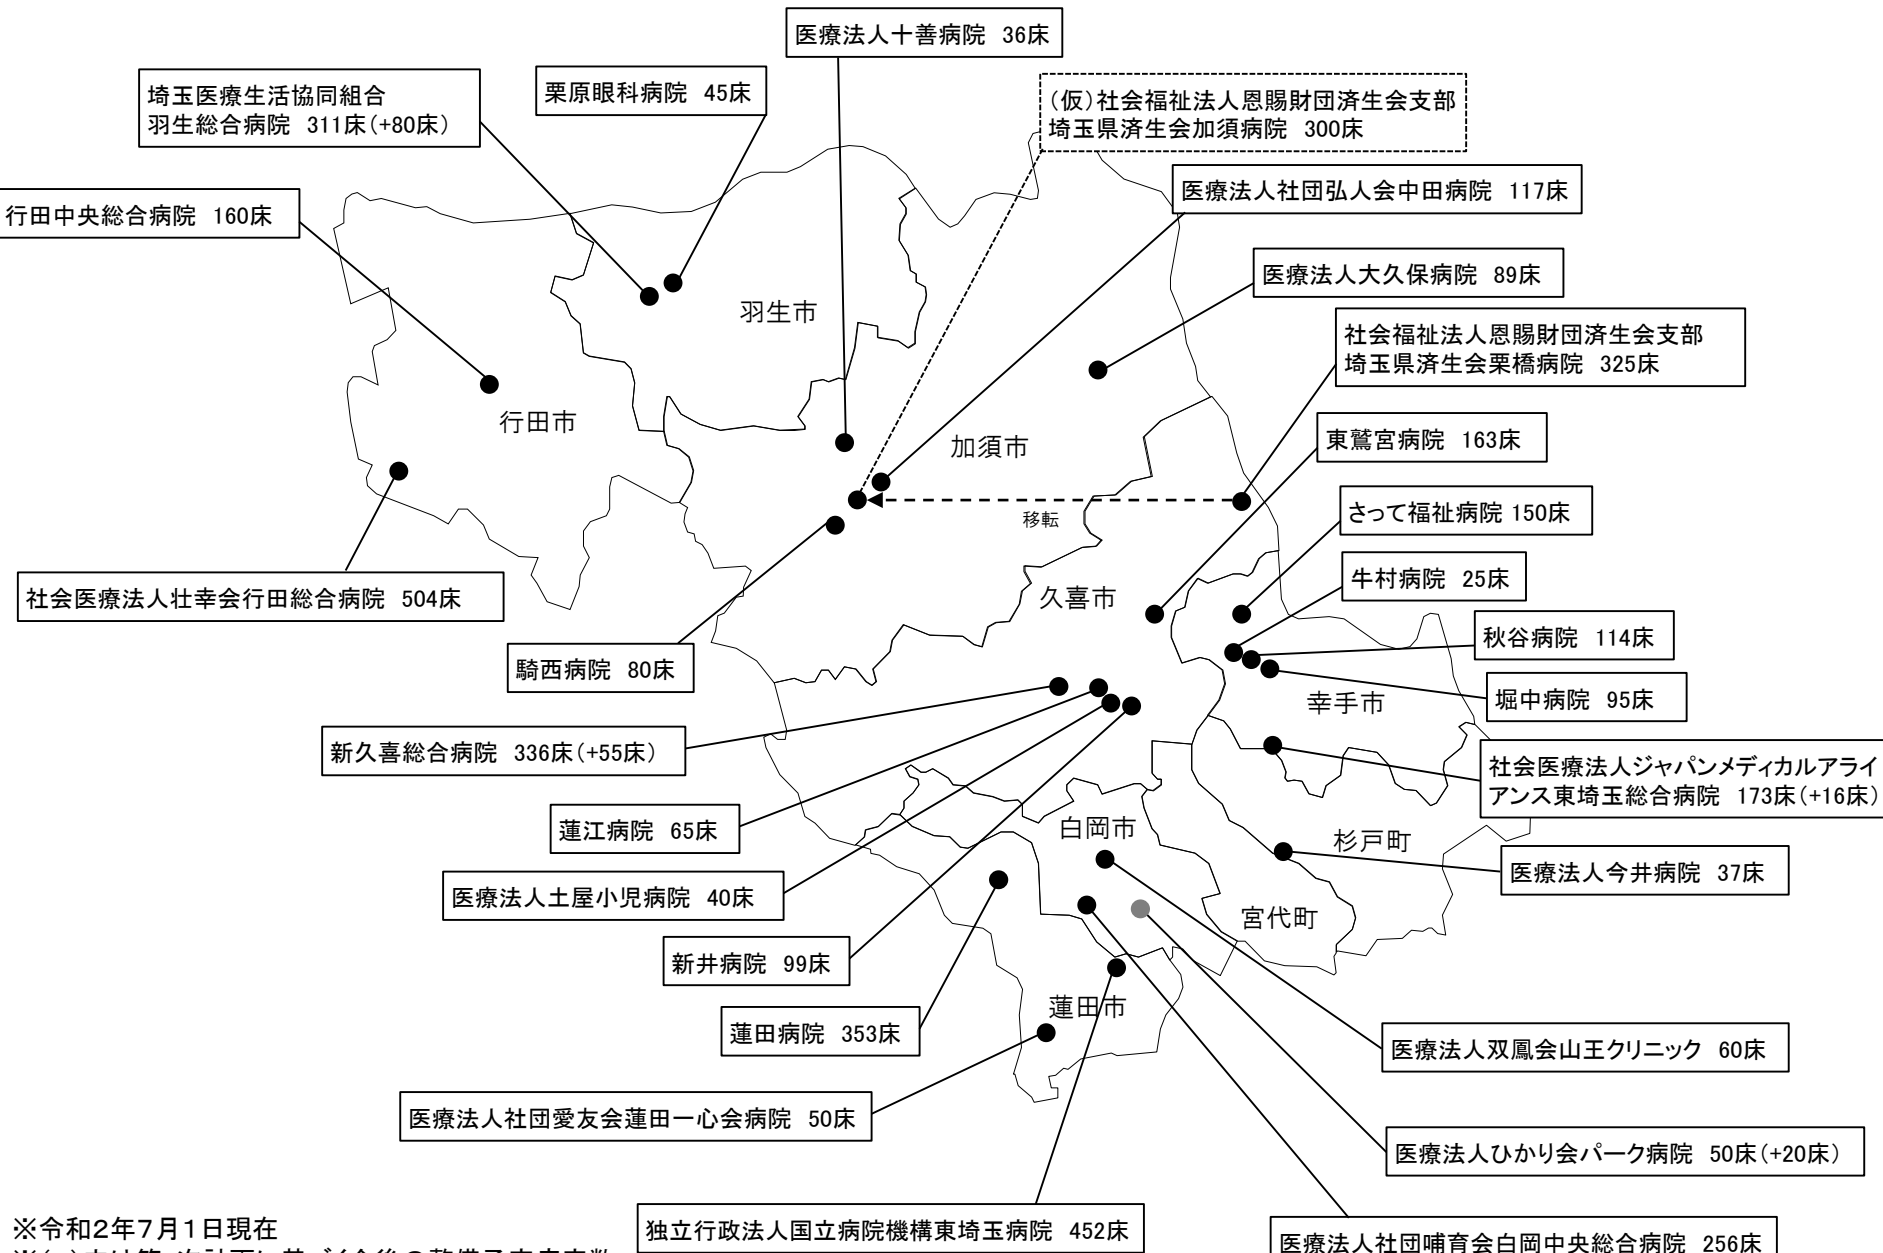 医療法人十善病院 36床
埼玉医療生活協同組合
羽生総合病院 311床(+80床)
栗原眼科病院 45床
(仮)社会福祉法人恩賜財団済生会支部
埼玉県済生会加須病院 300床
医療法人社団弘人会中田病院 117床
行田中央総合病院 160床
医療法人大久保病院 89床
羽生市
社会福祉法人恩賜財団済生会支部
埼玉県済生会栗橋病院 325床
行田市
加須市
東鷲宮病院 163床
移転
さって福祉病院 150床
牛村病院 25床
社会医療法人壮幸会行田総合病院 504床
久喜市
秋谷病院 114床
騎西病院 80床
堀中病院 95床
幸手市
新久喜総合病院 336床(+55床)
社会医療法人ジャパンメディカルアライ
アンス東埼玉総合病院 173床(+16床)
蓮江病院 65床
白岡市
杉戸町
医療法人今井病院 37床
医療法人土屋小児病院 40床
宮代町
新井病院 99床
蓮田市
蓮田病院 353床
医療法人双鳳会山王クリニック 60床
医療法人社団愛友会蓮田一心会病院 50床
医療法人ひかり会パーク病院 50床(+20床)
独立行政法人国立病院機構東埼玉病院 452床
医療法人社団哺育会白岡中央総合病院 256床
※令和2年7月1日現在